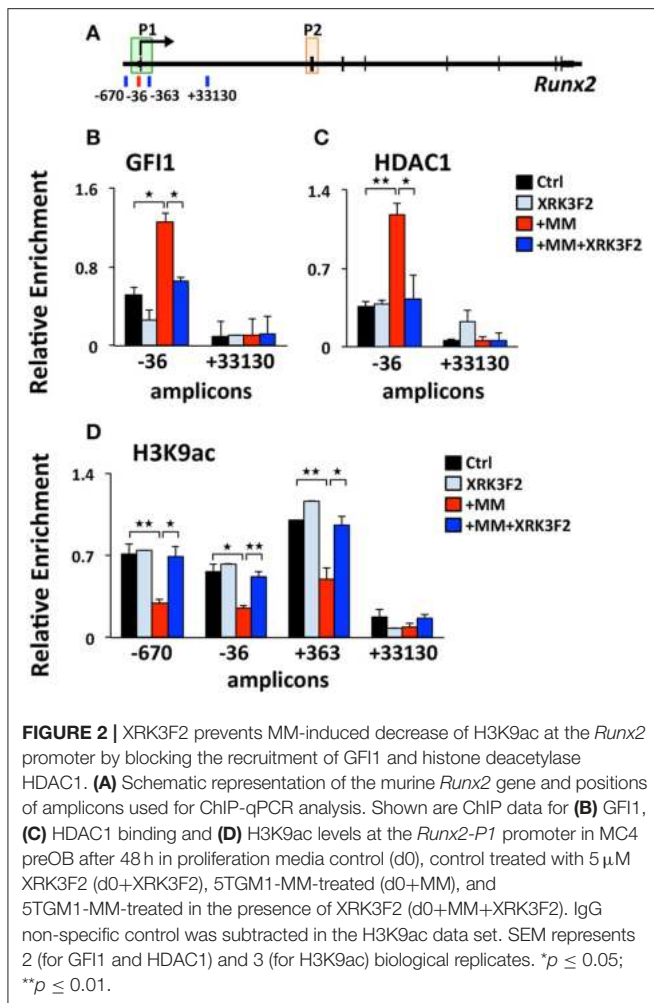 A
P1
P2
-670 -36 -363 +33130
Runx2
B
GFI1
C
HDAC1
Ctrl
XRK3F2
+MM
+MM+XRK3F2
Relative Enrichment
1.6
0.8
0
* *
-36 +33130
amplicons
1.4
0.7
0
** *
-36 +33130
amplicons
D
H3K9ac
Ctrl
XRK3F2
+MM
+MM+XRK3F2
Relative Enrichment
1.4
0.7
0
** * * ** ** *
-670 -36 +363 +33130
amplicons
FIGURE 2 | XRK3F2 prevents MM-induced decrease of H3K9ac at the Runx2
promoter by blocking the recruitment of GFI1 and histone deacetylase
HDAC1. (A) Schematic representation of the murine Runx2 gene and positions
of amplicons used for ChIP-qPCR analysis. Shown are ChIP data for (B) GFI1,
(C) HDAC1 binding and (D) H3K9ac levels at the Runx2-P1 promoter in MC4
preOB after 48 h in proliferation media control (d0), control treated with 5 μM
XRK3F2 (d0+XRK3F2), 5TGM1-MM-treated (d0+MM), and
5TGM1-MM-treated in the presence of XRK3F2 (d0+MM+XRK3F2). IgG
non-specific control was subtracted in the H3K9ac data set. SEM represents
2 (for GFI1 and HDAC1) and 3 (for H3K9ac) biological replicates. *p ≤ 0.05;
**p ≤ 0.01.